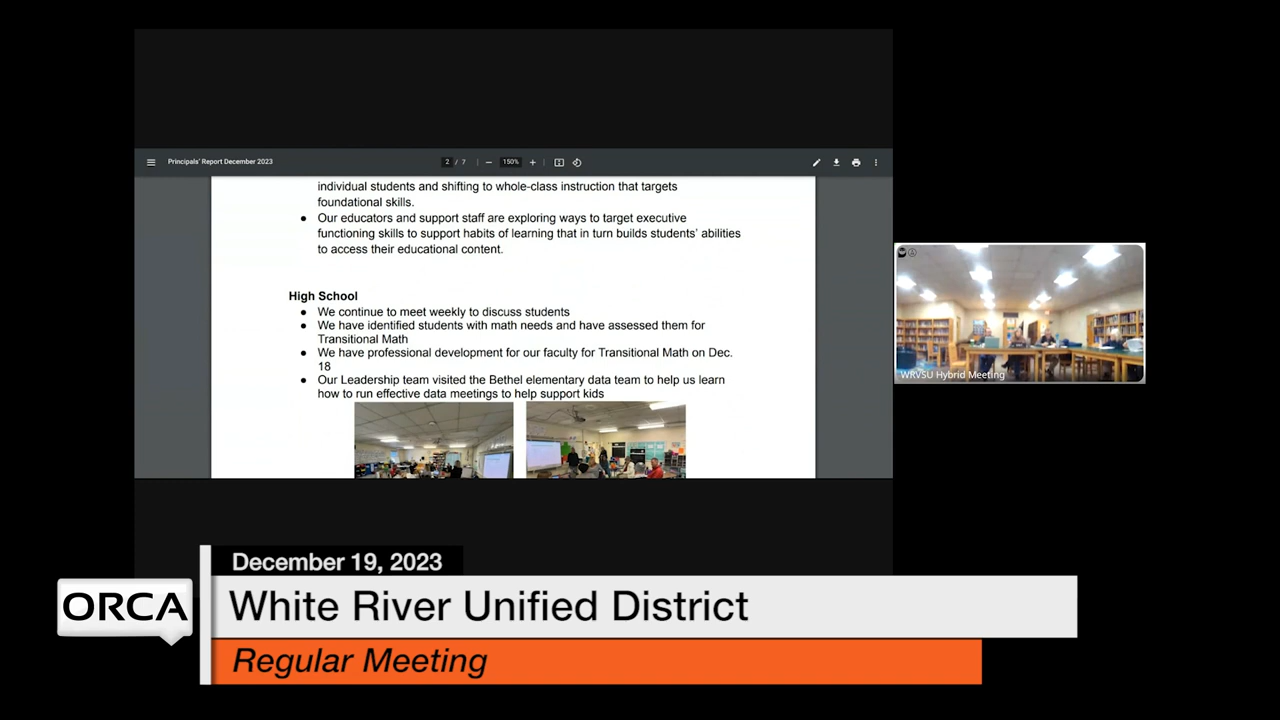 Principals' Report December 2023
2 / 7
150%
individual students and shifting to whole-class instruction that targets
foundational skills.
● Our educators and support staff are exploring ways to target executive
functioning skills to support habits of learning that in turn builds students' abilities
to access their educational content.
High School
● We continue to meet weekly to discuss students
● We have identified students with math needs and have assessed them for
Transitional Math
● We have professional development for our faculty for Transitional Math on Dec.
18
● Our Leadership team visited the Bethel elementary data team to help us learn
how to run effective data meetings to help support kids
WRVSU Hybrid Meeting
December 19, 2023
ORCA
White River Unified District
Regular Meeting